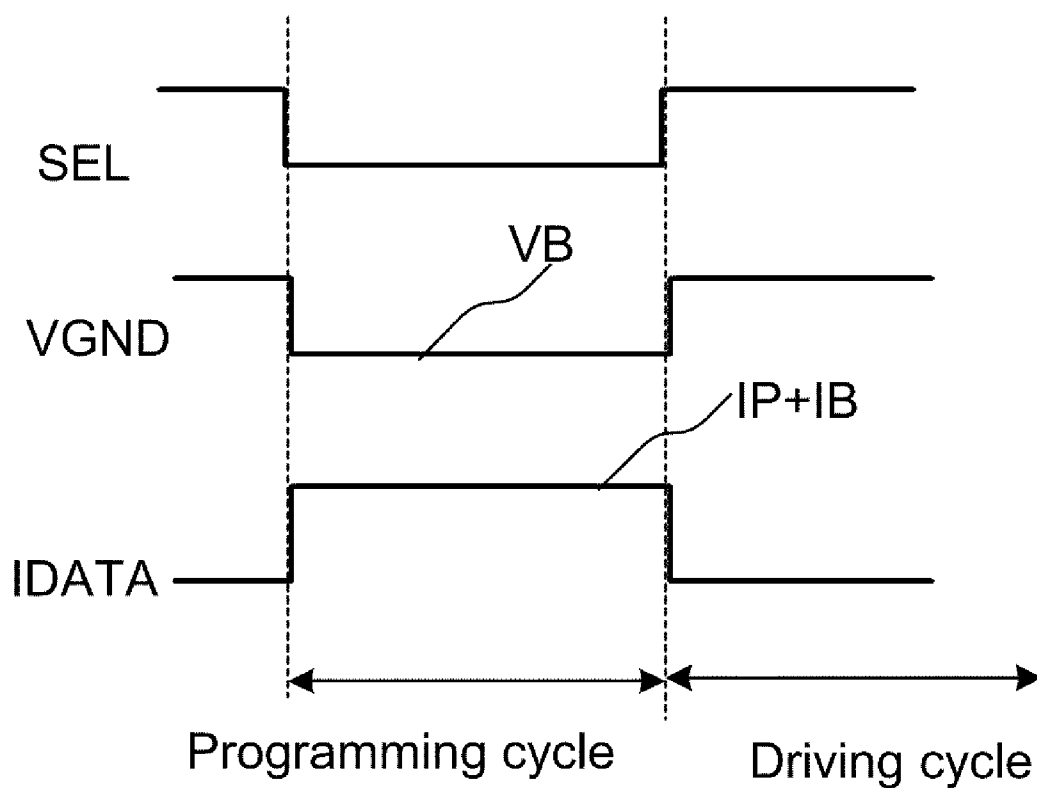 SEL
VB
VGND
IP+IB
IDATA
Programming cycle
Driving cycle